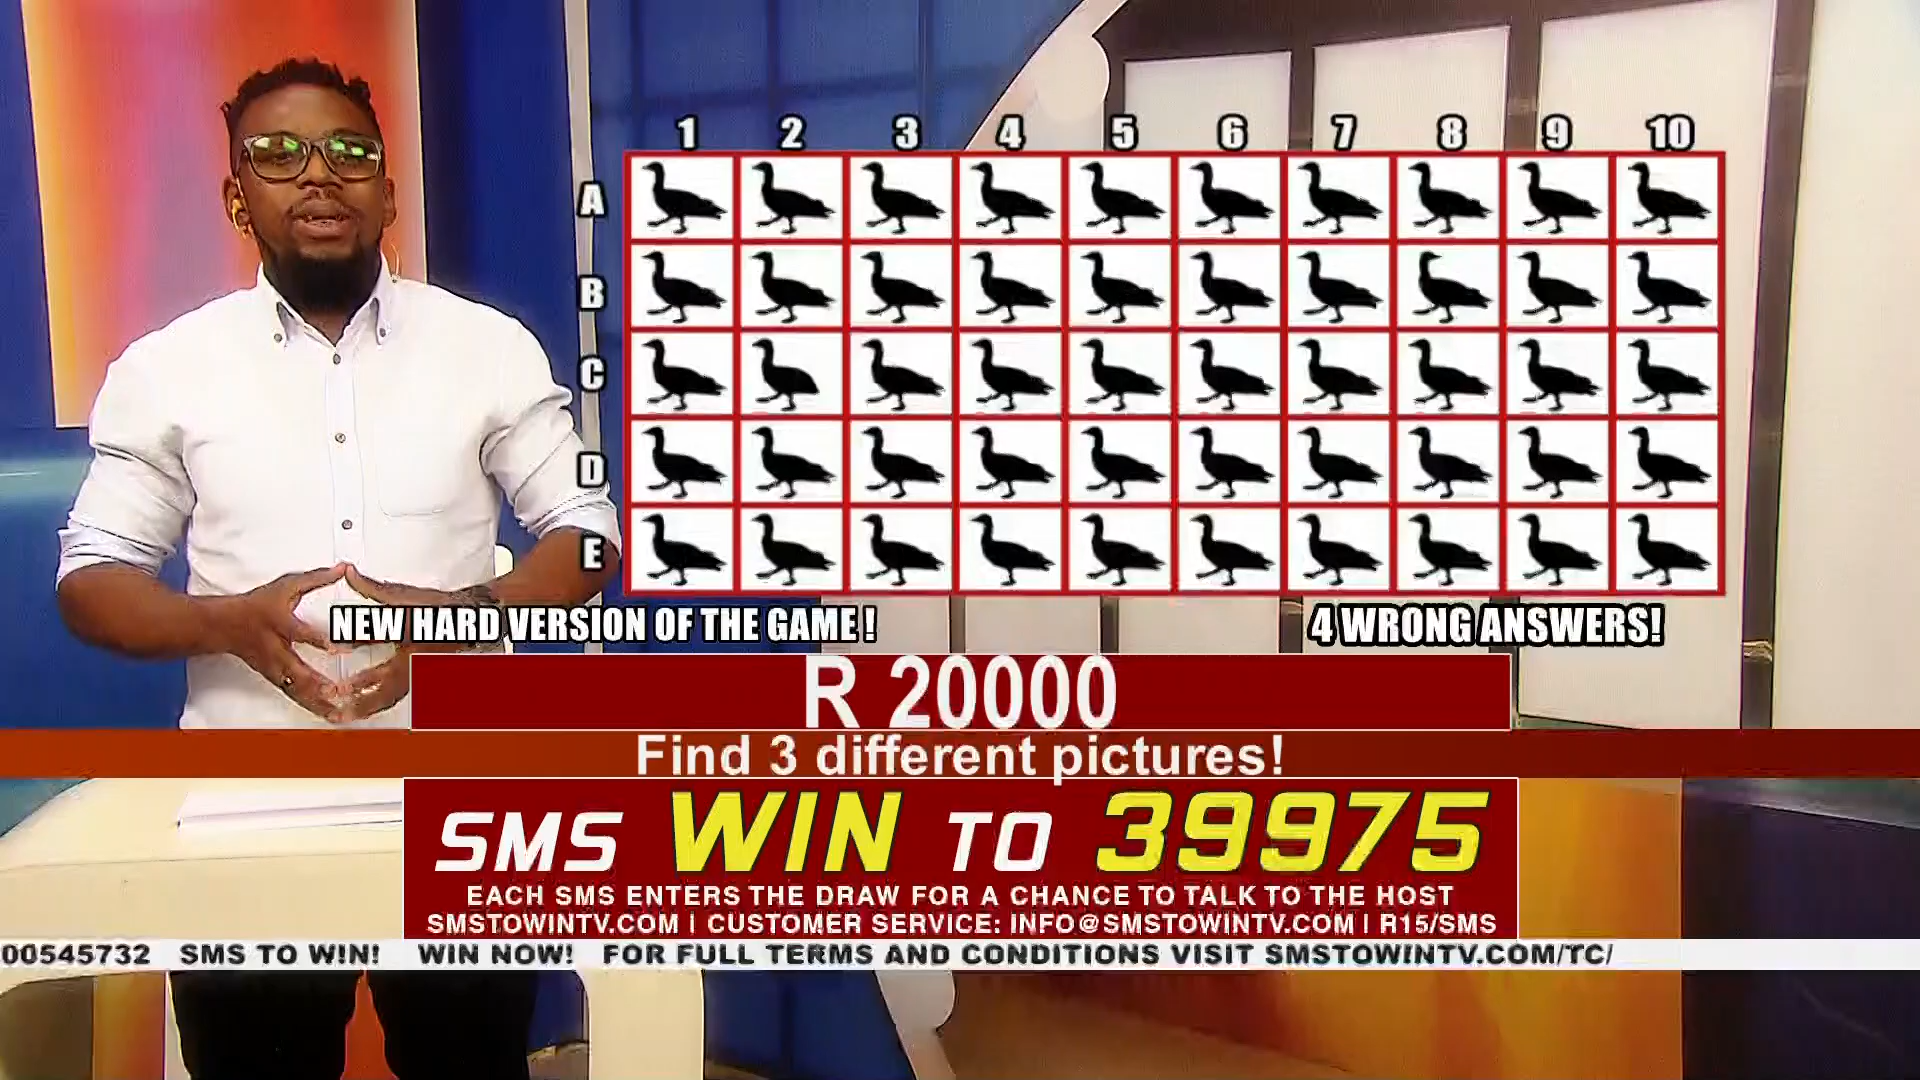 1 2 3 4 5 6 7 8 9 10
A
B
C
D
E
NEW HARD VERSION OF THE GAME !
4 WRONG ANSWERS!
R 20000
Find 3 different pictures!
SMS WIN TO 39975
EACH SMS ENTERS THE DRAW FOR A CHANCE TO TALK TO THE HOST
SMSTOWINTV.COM | CUSTOMER SERVICE: INFO@SMSTOWINTV.COM | R15/SMS
00545732 SMS TO WIN! WIN NOW! FOR FULL TERMS AND CONDITIONS VISIT SMSTOWINTV.COM/TC/